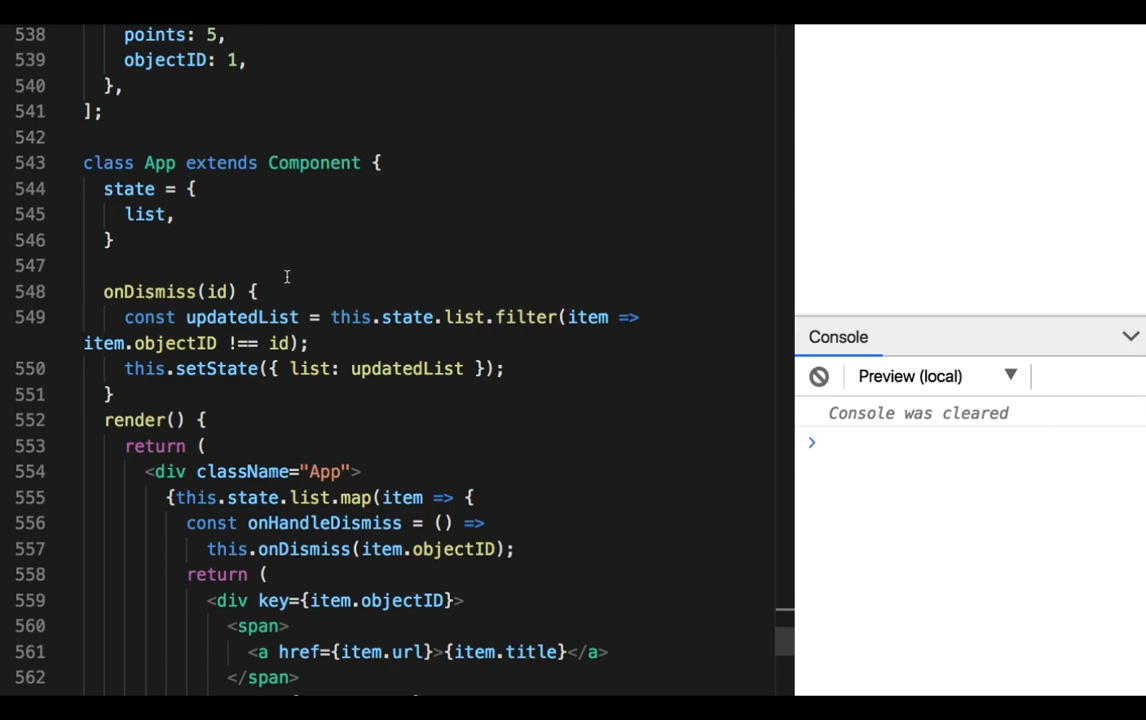 538 points: 5,
539 objectID: 1,
540 },
541 ];
542
543 class App extends Component {
544 state = {
545 list,
546 }
547
548 onDismiss(id) {
549 const updatedList = this.state.list.filter(item =>
item.objectID !== id);
550 this.setState({ list: updatedList });
551 }
552 render() {
553 return (
554 <div className="App">
555 {this.state.list.map(item => {
556 const onHandleDismiss = () =>
557 this.onDismiss(item.objectID);
558 return (
559 <div key={item.objectID}>
560 <span>
561 <a href={item.url}>{item.title}</a>
562 </span>
Console
Preview (local) ▼
Console was cleared
>